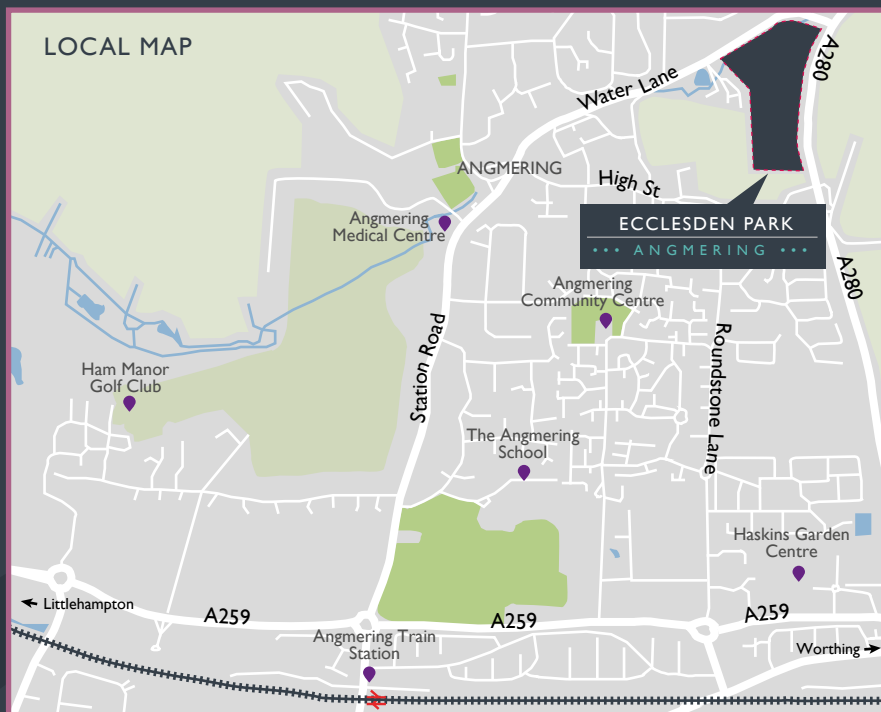 LOCAL MAP
A280
Water Lane
ANGMERING
High St
Angmering
Medical Centre
ECCLESDEN PARK
••• ANGMERING •••
A280
Angmering
Community Centre
Station Road
Roundstone Lane
Ham Manor
Golf Club
The Angmering
School
Haskins Garden
Centre
Littlehampton
A259
A259
A259
Angmering Train
Station
Worthing